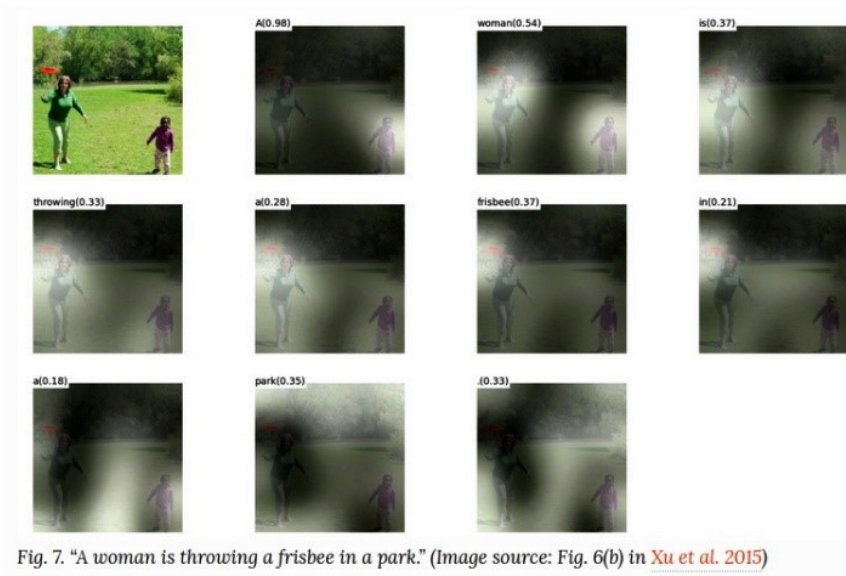 A(0.98) woman(0.54) is(0.37)
throwing(0.33) a(0.28) frisbee(0.37) in(0.21)
a(0.18) park(0.35) .(0.33)
Fig. 7. “A woman is throwing a frisbee in a park.” (Image source: Fig. 6(b) in Xu et al. 2015)